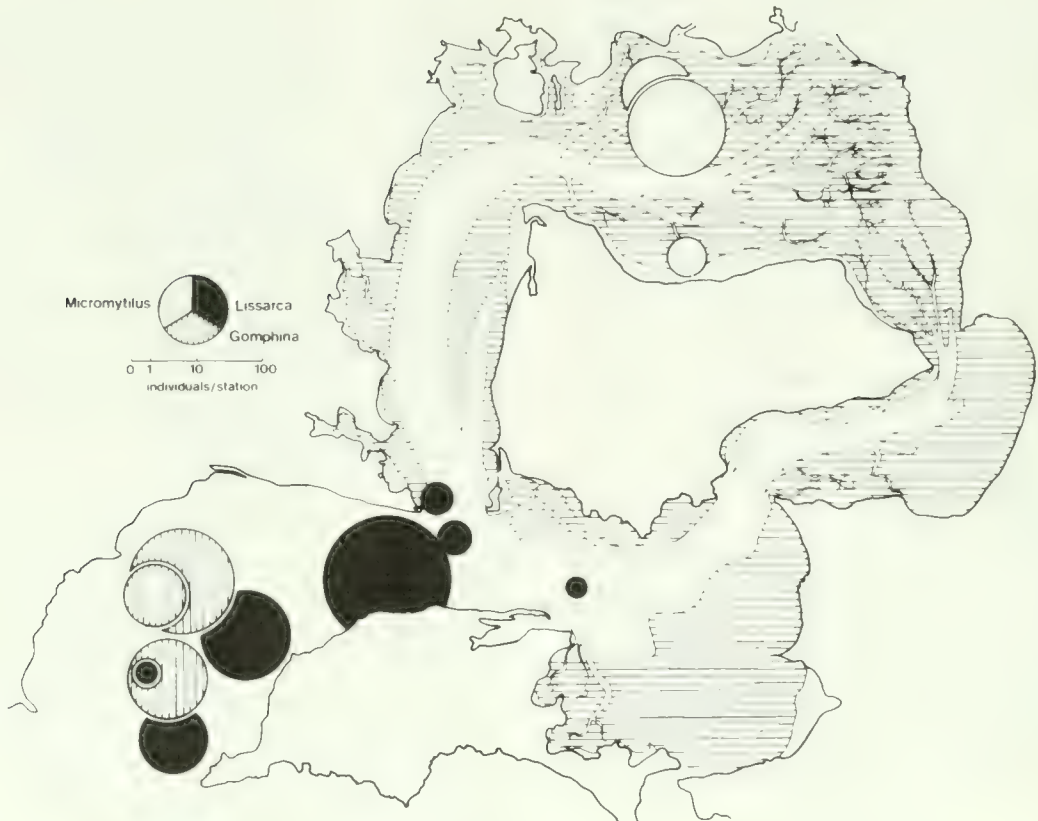 Micromytilus
Lissarca
Gomphina
0 1 10 100
individuals/station